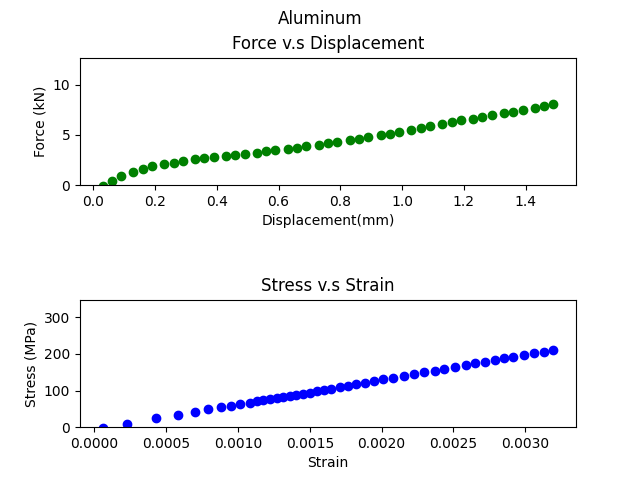 Aluminum
Force v.s Displacement
Force (kN)
10
5
0
0.0 0.2 0.4 0.6 0.8 1.0 1.2 1.4
Displacement(mm)
Stress v.s Strain
Stress (MPa)
300
200
100
0
0.0000 0.0005 0.0010 0.0015 0.0020 0.0025 0.0030
Strain